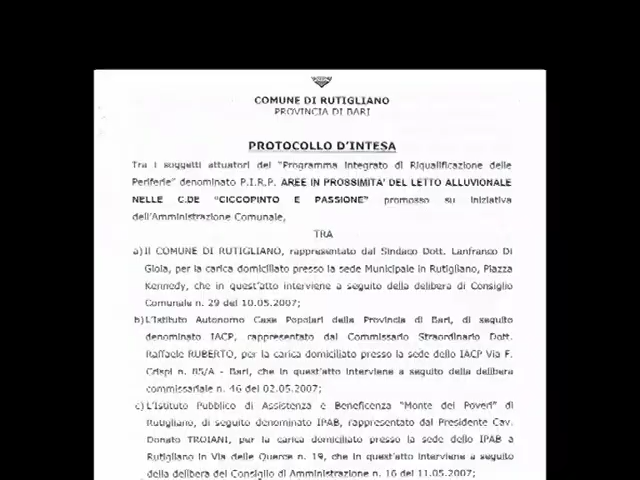 COMUNE DI RUTIGLIANO
PROVINCIA DI BARI
PROTOCOLLO D'INTESA
Tra i soggetti attuatori del "Programma integrato di Riqualificazione delle
Periferie" denominato P.I.R.P. AREE IN PROSSIMITA' DEL LETTO ALLUVIONALE
NELLE C.DE "CICCOPINTO E PASSIONE" promosso su iniziativa
dell'Amministrazione Comunale,
TRA
a) Il COMUNE DI RUTIGLIANO, rappresentato dal Sindaco Dott. Lanfranco Di
Gioia, per la carica domiciliato presso la sede Municipale in Rutigliano, Piazza
Kennedy, che in quest'atto interviene a seguito della delibera di Consiglio
Comunale n. 29 del 10.05.2007;
b) L'Istituto Autonomo Case Popolari della Provincia di Bari, di seguito
denominato IACP, rappresentato dal Commissario Straordinario Dott.
Raffaele RUBERTO, per la carica domiciliato presso la sede dello IACP Via F.
Crispi n. 85/A - Bari, che in quest'atto interviene a seguito della delibera
commissariale n. 46 del 02.05.2007;
c) L'Istituto Pubblico di Assistenza e Beneficenza "Monte dei Poveri" di
Rutigliano, di seguito denominato IPAB, rappresentato dal Presidente Cav.
Donato TROIANI, per la carica domiciliato presso la sede dello IPAB a
Rutigliano in Via delle Querce n. 19, che in quest'atto interviene a seguito
della delibera del Consiglio di Amministrazione n. 16 del 11.05.2007;